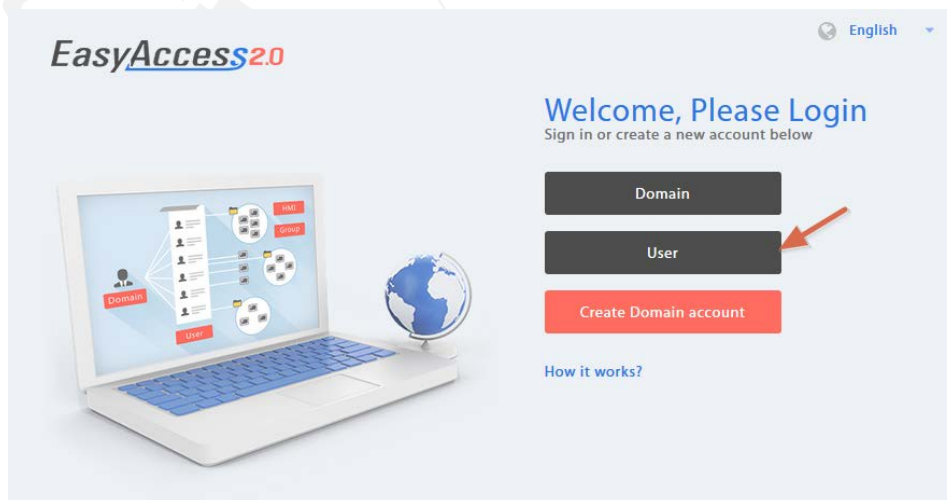 English
EasyAccess2.0
Welcome, Please Login
Sign in or create a new account below
Domain
User
Create Domain account
How it works?
HMI
Group
Domain
User